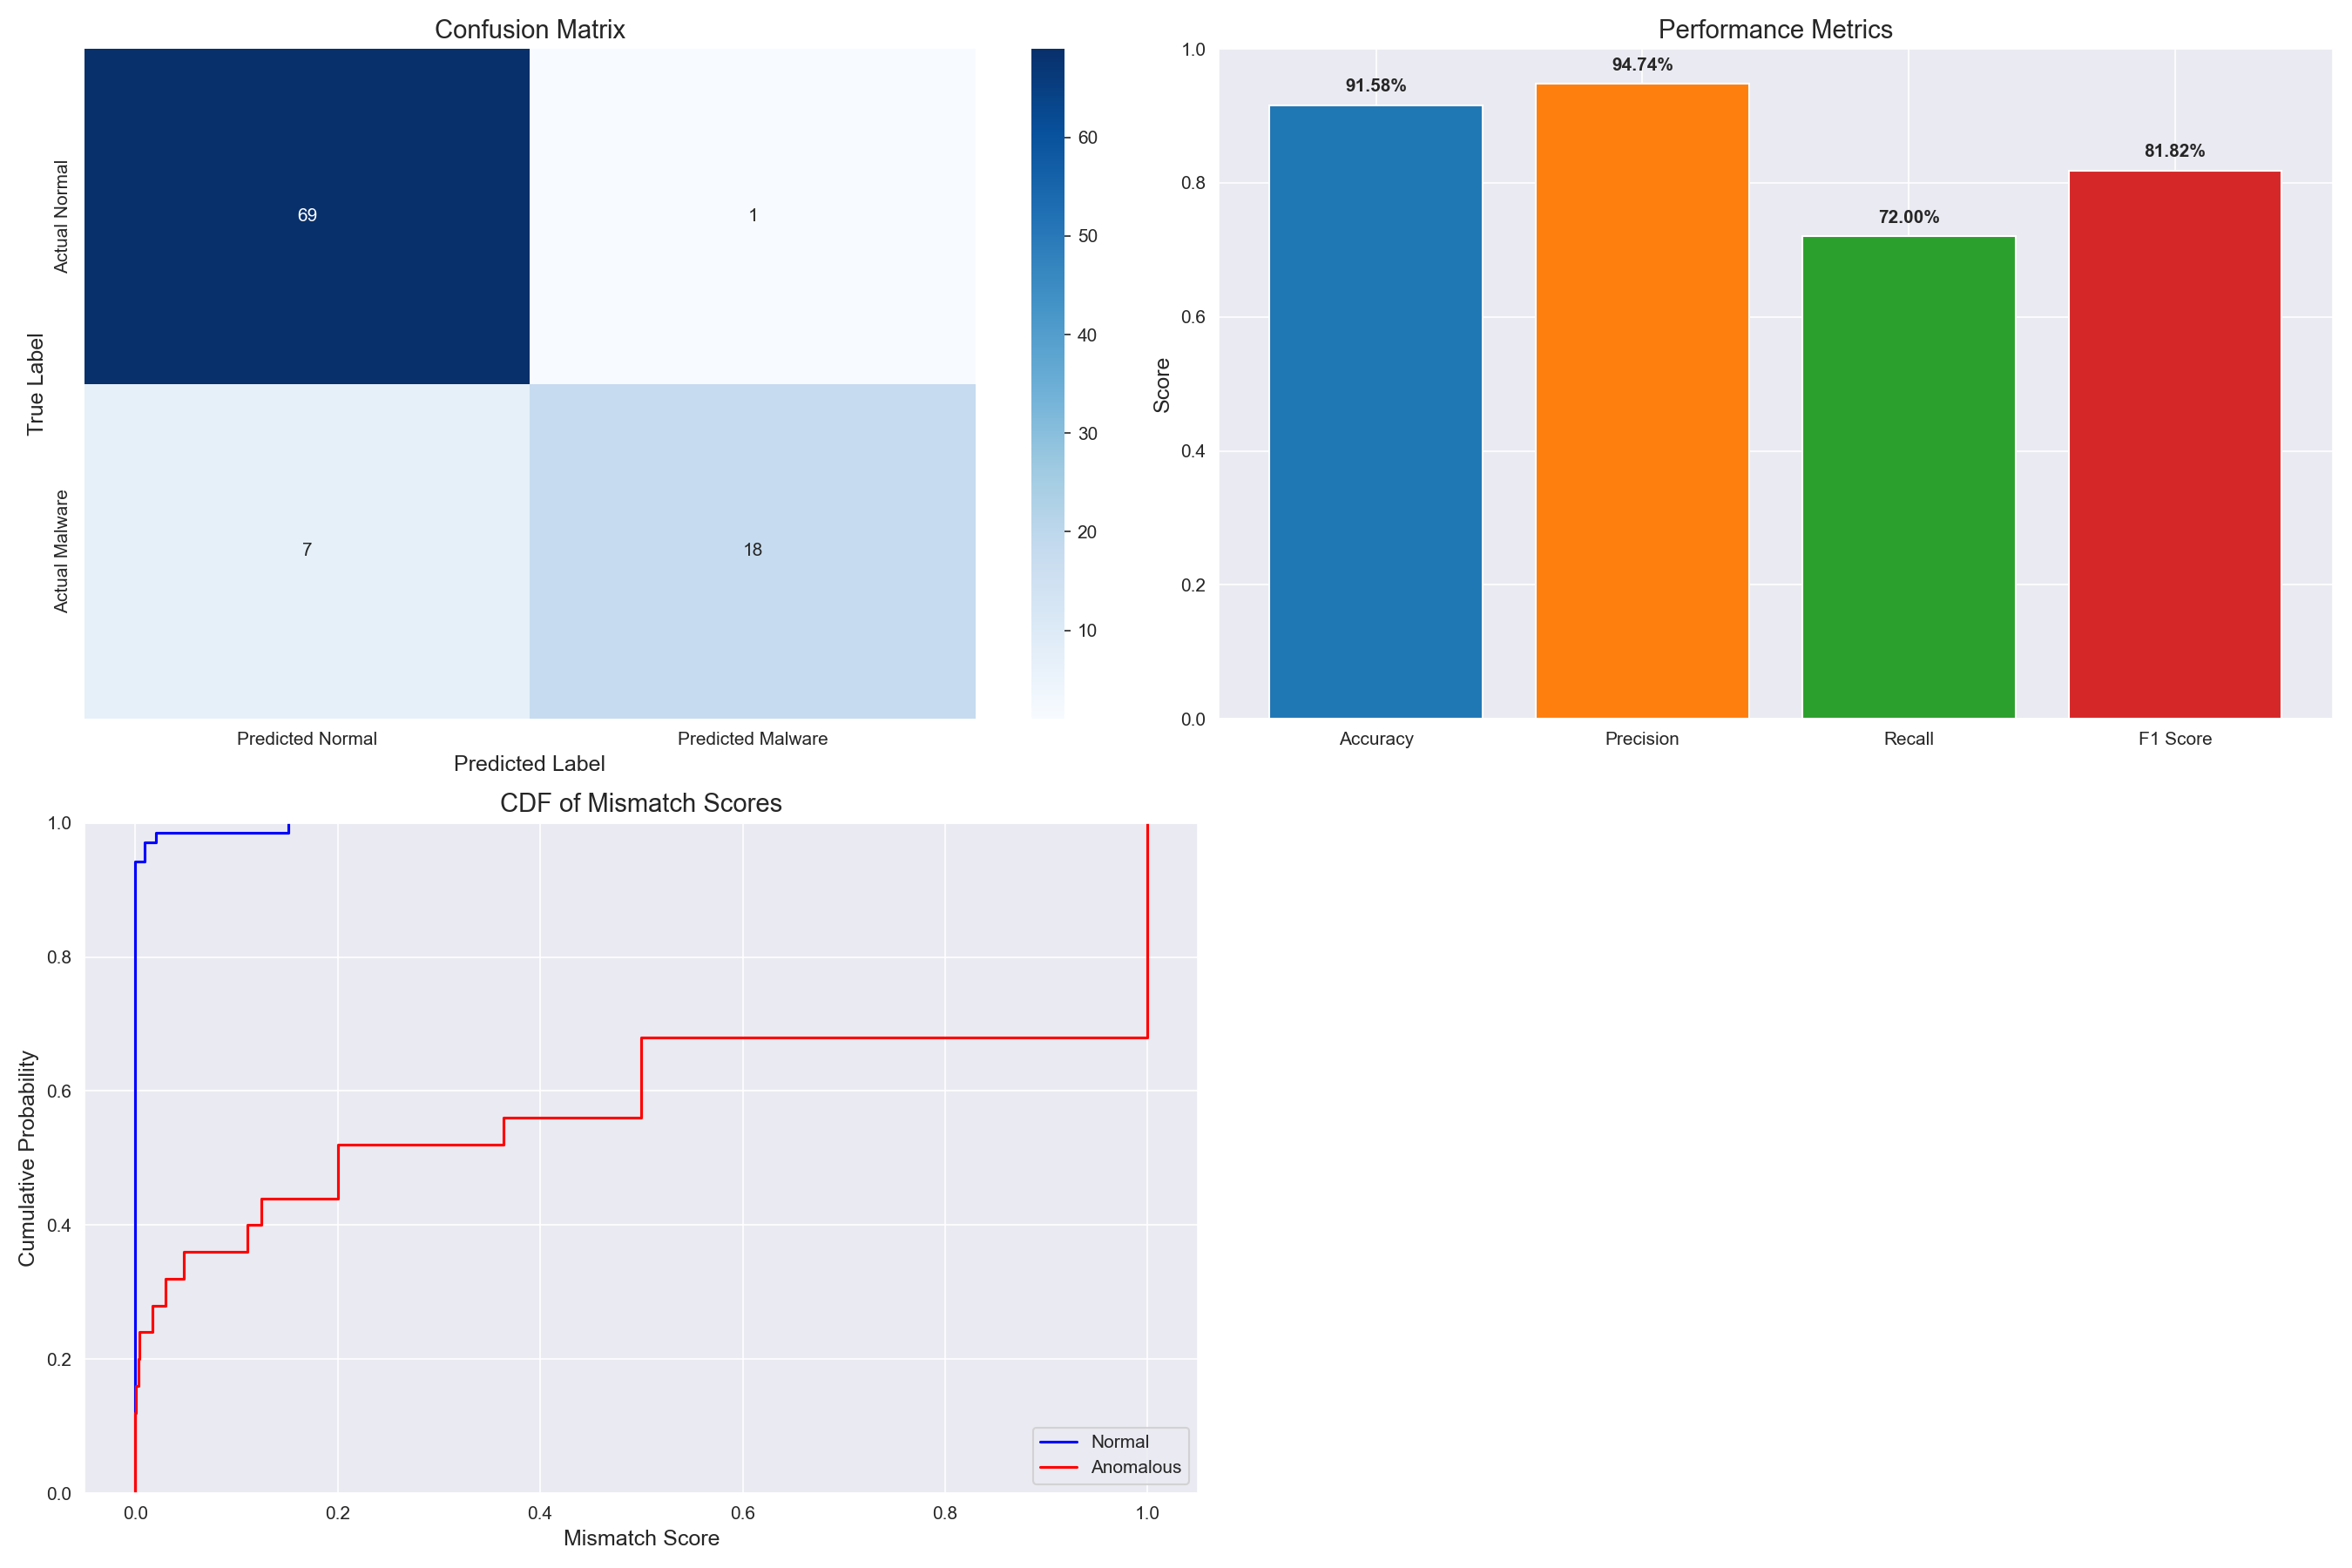 Confusion Matrix
True Label
Actual Normal
Actual Malware
69
1
7
18
Predicted Normal
Predicted Malware
Predicted Label
60
50
40
30
20
10
Performance Metrics
Score
1.0
0.8
0.6
0.4
0.2
0.0
91.58%
94.74%
72.00%
81.82%
Accuracy
Precision
Recall
F1 Score
CDF of Mismatch Scores
Cumulative Probability
1.0
0.8
0.6
0.4
0.2
0.0
Normal
Anomalous
0.0
0.2
0.4
0.6
0.8
1.0
Mismatch Score